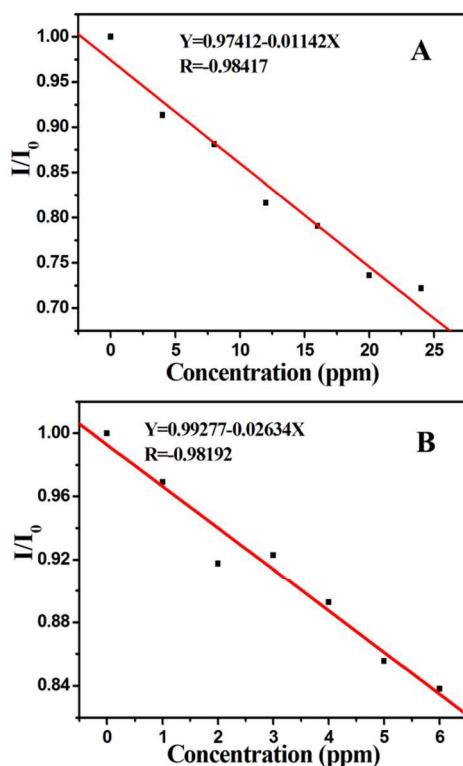 Y=0.97412-0.01142X
A
R=-0.98417
1.00
0.95
0.90
0.85
0.80
0.75
0.70
I/I₀
0 5 10 15 20 25
Concentration (ppm)
Y=0.99277-0.02634X
B
R=-0.98192
1.00
0.96
0.92
0.88
0.84
I/I₀
0 1 2 3 4 5 6
Concentration (ppm)